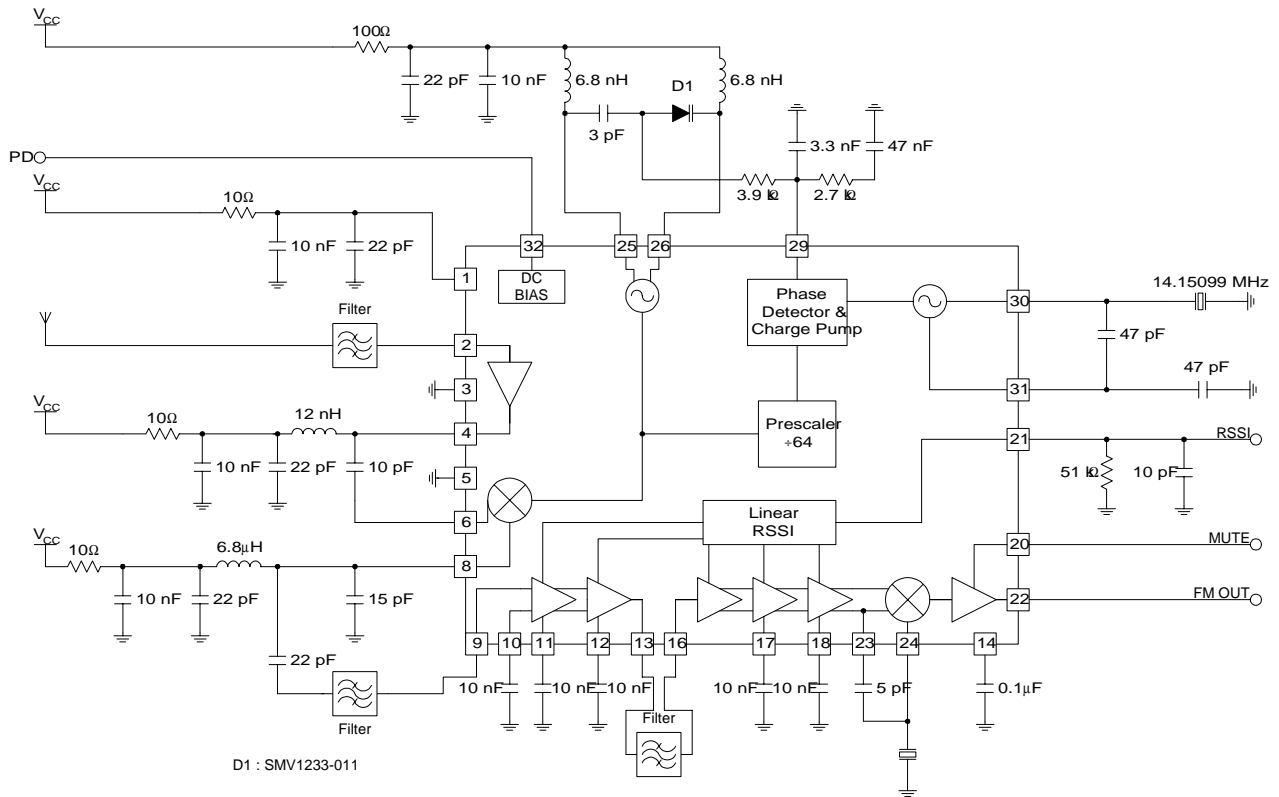 VCC
100Ω
22 pF
10 nF
6.8 nH
6.8 nH
D1
3 pF
3.3 nF
47 nF
3.9 kΩ
2.7 kΩ
PD
VCC
10Ω
10 nF
22 pF
32
25
26
29
1
DC
BIAS
Phase
Detector &
Charge Pump
30
14.15099 MHz
47 pF
47 pF
Filter
2
3
31
VCC
10Ω
12 nH
4
10 nF
22 pF
10 pF
5
6
Prescaler
÷64
21
RSSI
51 kΩ
10 pF
Linear
RSSI
VCC
10Ω
6.8μH
8
10 nF
22 pF
15 pF
20
MUTE
22
FM OUT
9
10
11
12
13
16
17
18
23
24
14
22 pF
Filter
10 nF
10 nF
10 nF
Filter
10 nF
10 nF
5 pF
0.1μF
D1 : SMV1233-011